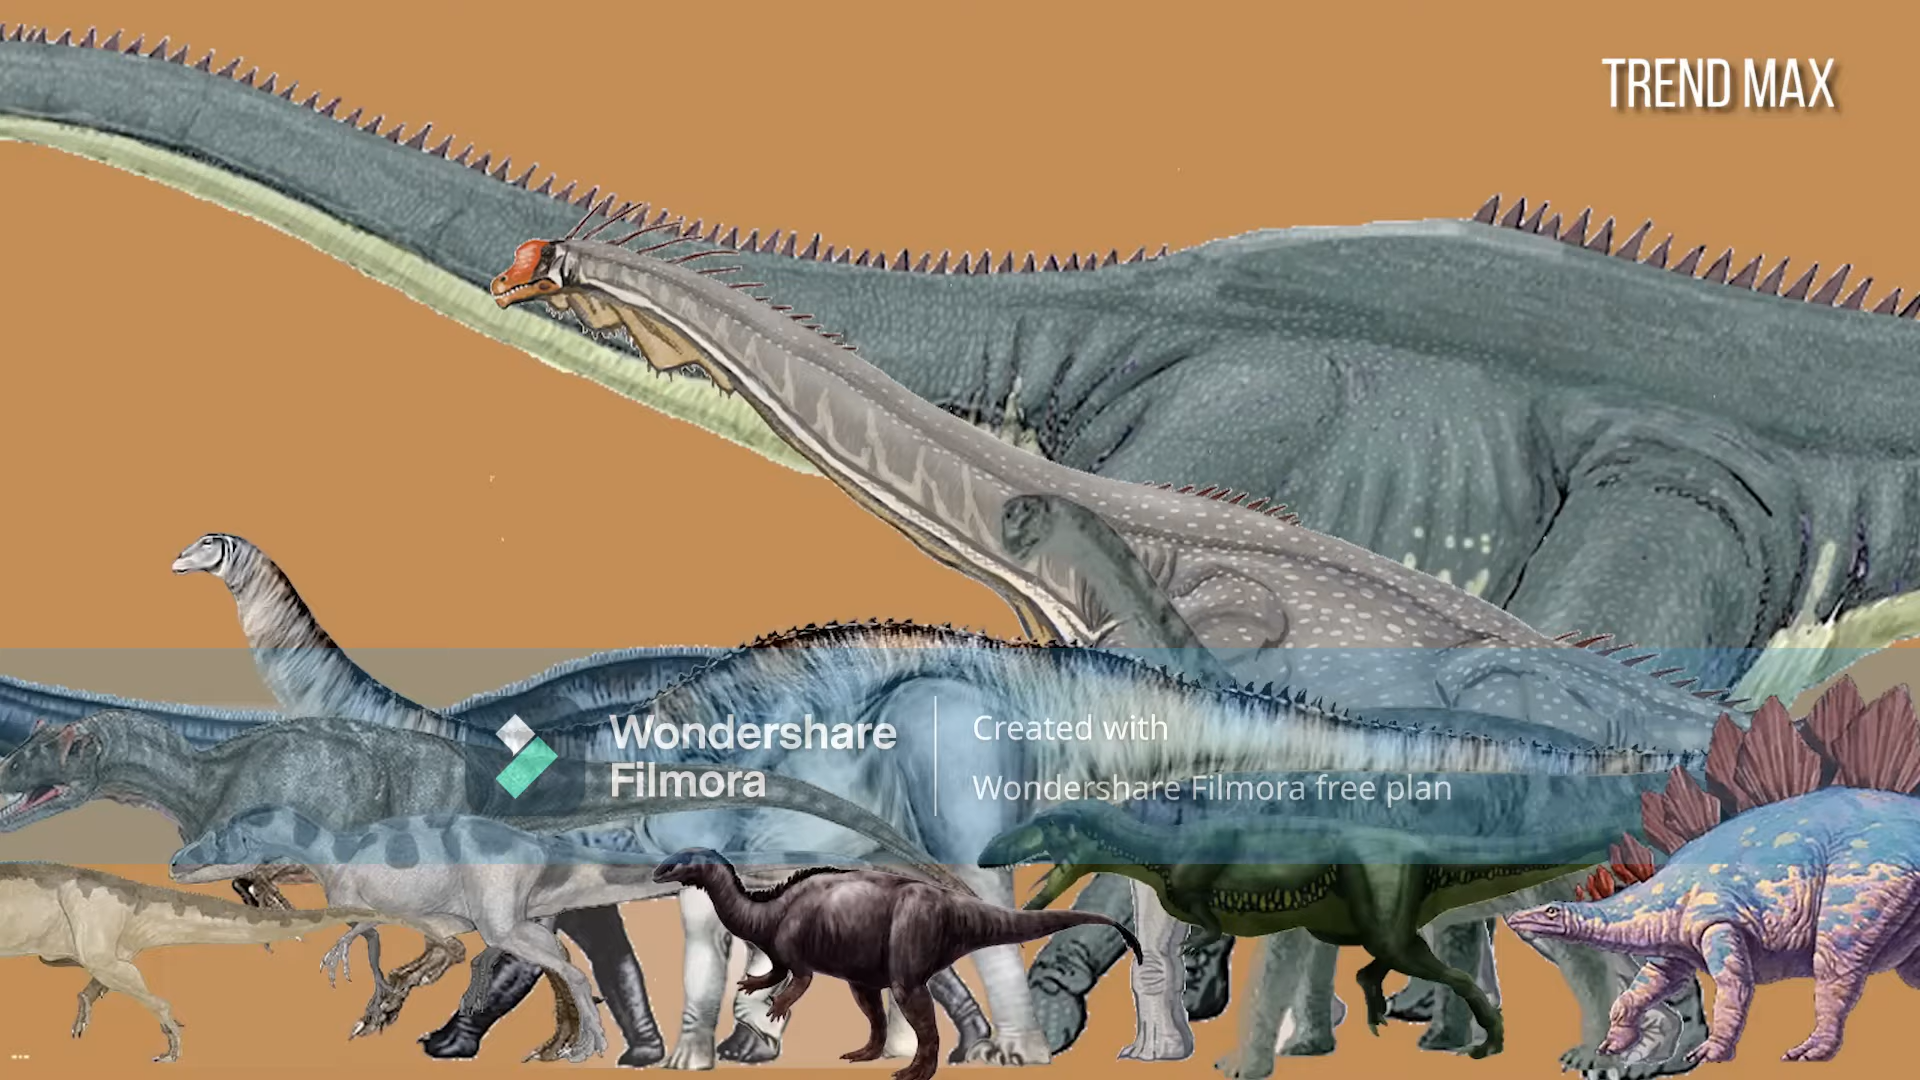 TREND MAX
Wondershare
Filmora
Created with
Wondershare Filmora free plan